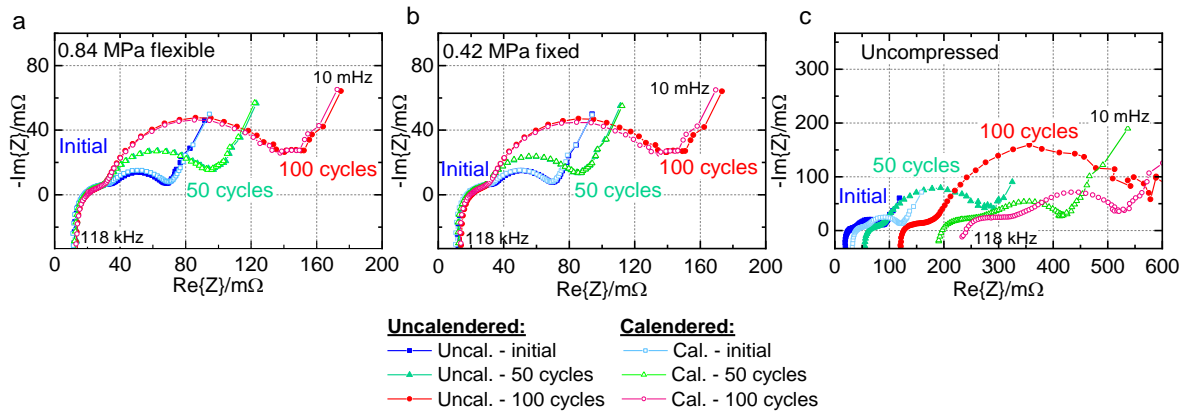 a
0.84 MPa flexible
80
40
0
-Im{Z}/mΩ
Initial
10 mHz
100 cycles
50 cycles
118 kHz
0 40 80 120 160 200
Re{Z}/mΩ
b
0.42 MPa fixed
80
40
0
-Im{Z}/mΩ
Initial
10 mHz
100 cycles
50 cycles
118 kHz
0 40 80 120 160 200
Re{Z}/mΩ
c
Uncompressed
300
200
100
0
-Im{Z}/mΩ
Initial
50 cycles
100 cycles
10 mHz
118 kHz
0 100 200 300 400 500 600
Re{Z}/mΩ
Uncalendered:
Uncal. - initial
Uncal. - 50 cycles
Uncal. - 100 cycles
Calendered:
Cal. - initial
Cal. - 50 cycles
Cal. - 100 cycles